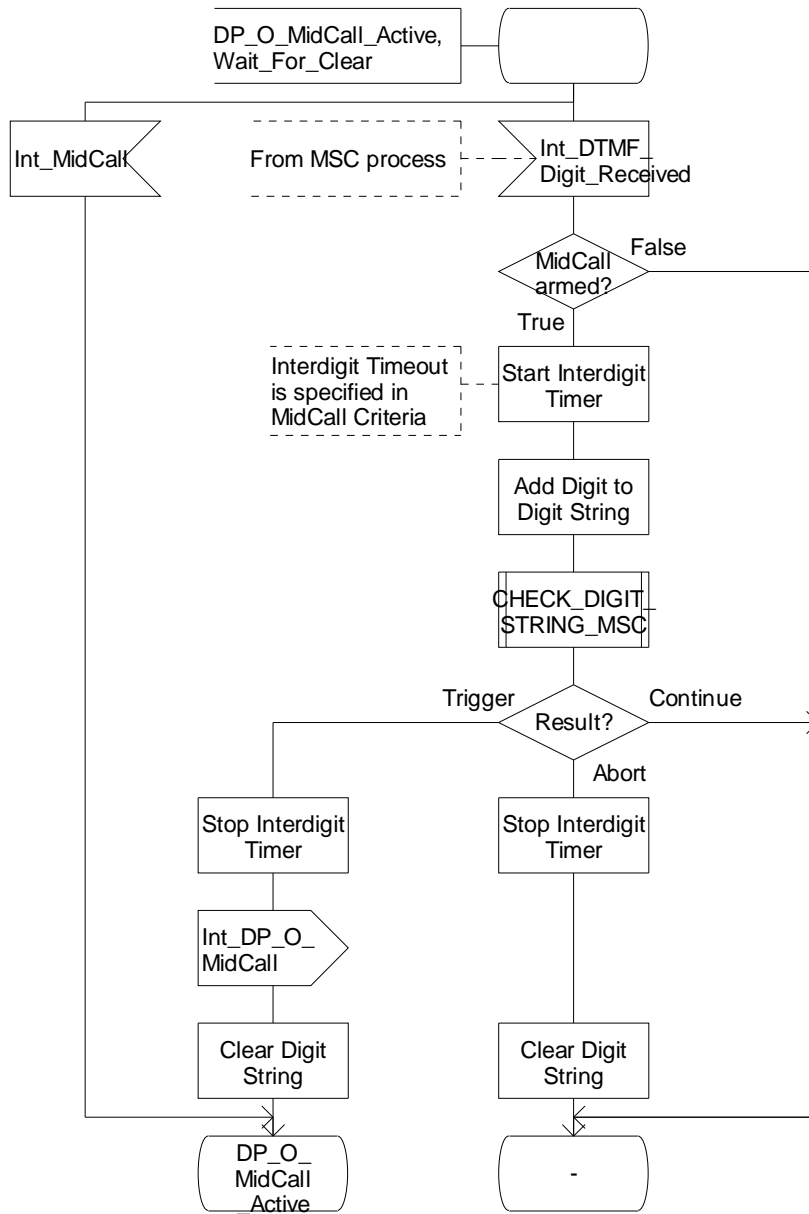 DP_O_MidCall_Active,
Wait_For_Clear
Int_MidCall
From MSC process
Int_DTMF_
Digit_Received
MidCall
armed?
False
True
Interdigit Timeout
is specified in
MidCall Criteria
Start Interdigit
Timer
Add Digit to
Digit String
CHECK_DIGIT_
STRING_MSC
Trigger
Result?
Continue
Abort
Stop Interdigit
Timer
Stop Interdigit
Timer
Int_DP_O_
MidCall
Clear Digit
String
Clear Digit
String
DP_O_
MidCall
_Active
-